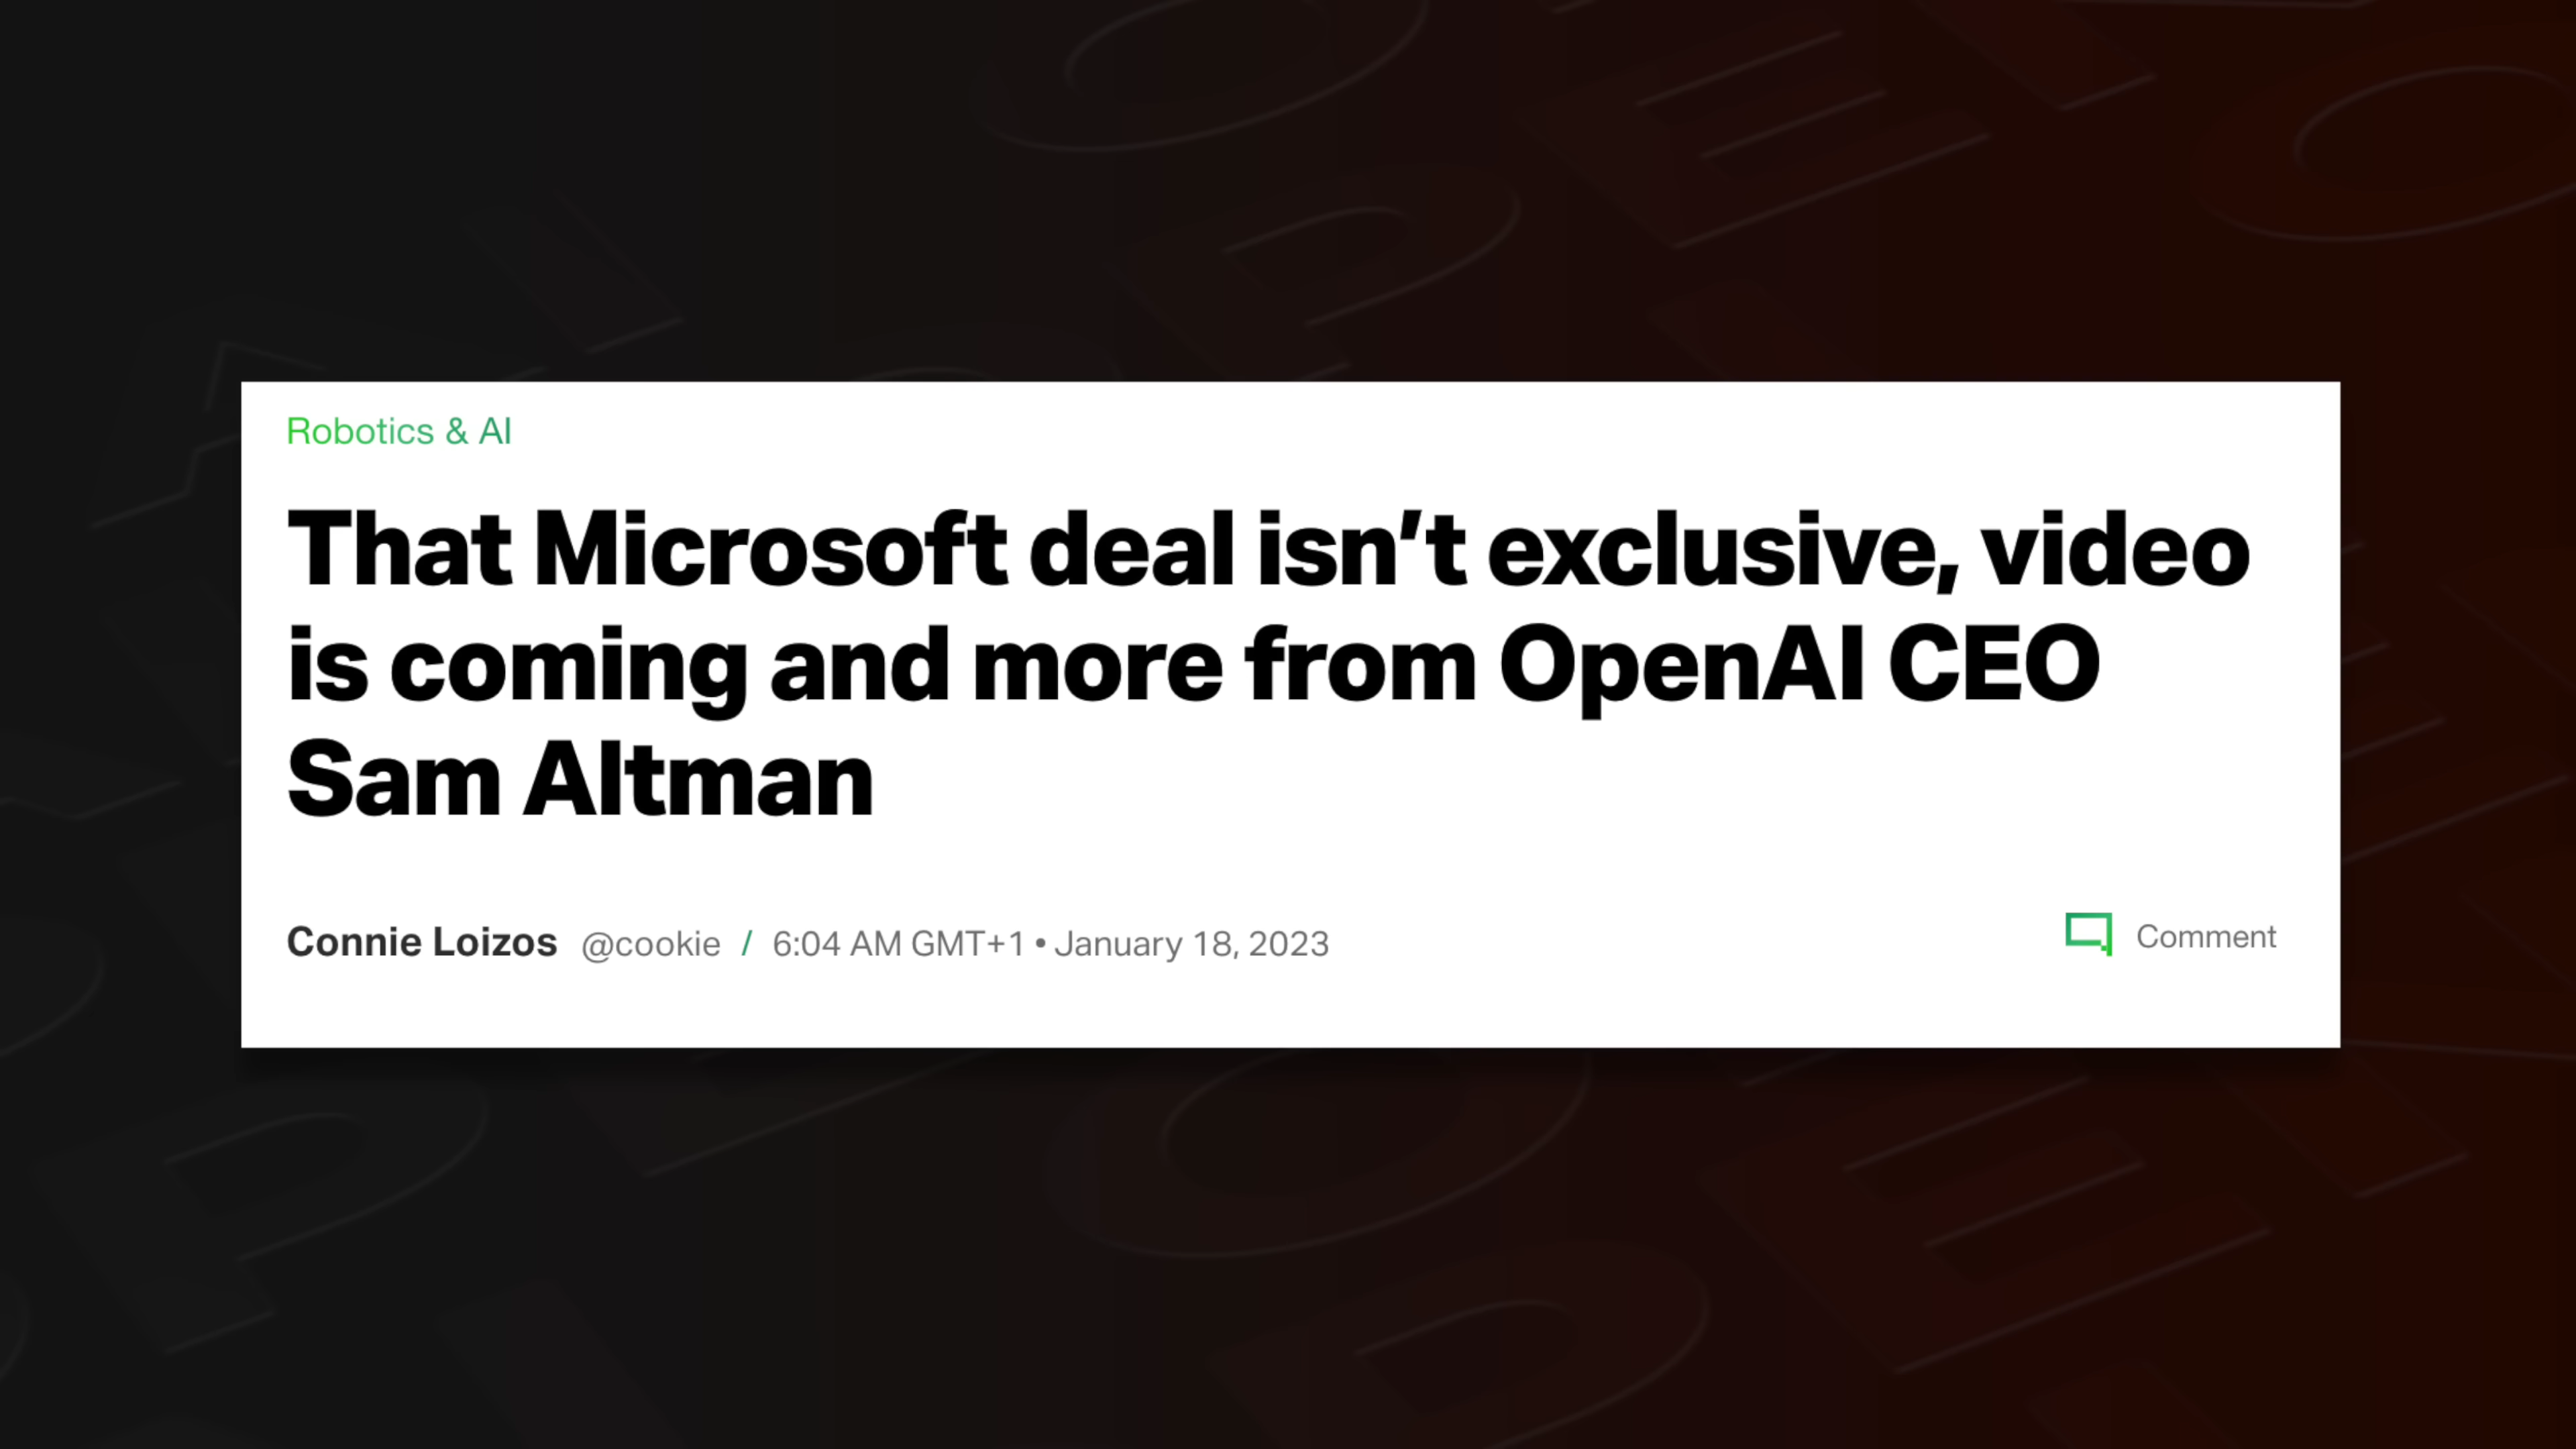 Robotics & AI
That Microsoft deal isn’t exclusive, video
is coming and more from OpenAI CEO
Sam Altman
Connie Loizos @cookie / 6:04 AM GMT+1 • January 18, 2023
Comment